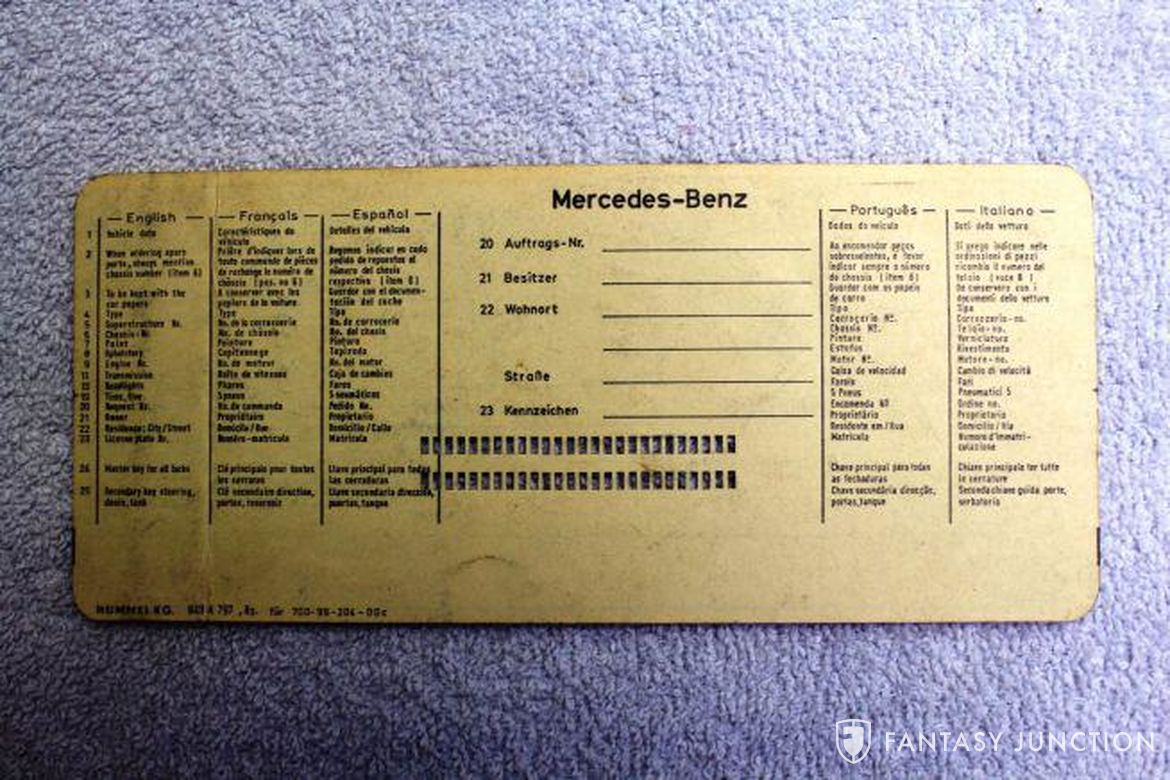 Mercedes-Benz
English
1 Vehicle data
2 When ordering spare
parts, always mention
chassis number (item 6)
3 To be kept with the
car papers
4 Type
5 Superstructure Nr.
6 Chassis-Nr.
7 Paint
8 Upholstery
9 Engine Nr.
11 Transmission
Headlights
Tires, five
20 Request Nr.
21 Owner
22 Residence: City/Street
23 License plate Nr.
Master key for all locks
25 Secondary key steering,
doors, tank
Français
Caractéristiques du
véhicule
Prière d'indiquer lors de
toute commande de pièces
de rechange le numéro de
châssis (pos. no 6)
A conserver avec les
papiers de la voiture
Type
No. de la carrosserie
No. de châssis
Peinture
Capitonnage
No. de moteur
Boîte de vitesses
Phares
5 pneus
No. de commande
Propriétaire
Domicile/Rue
Numéro-matricule
Clé principale pour toutes
les serrures
Clé secondaire direction,
portes, reservoir
Español
Detalles del vehículo
Rogamos indicar en cada
pedido de repuestos el
número del chasis
respectivo (item 6)
Guardar con el documen-
tación del coche
Tipo
No. de carrocería
No. del chasis
Pintura
Tapizado
No. del motor
Caja de cambios
Faros
5 neumáticos
Pedido No.
Propietario
Domicilio/Calle
Matrícula
Llave principal para todas
las cerraduras
Llave secundaria dirección,
puertas, tanque
20 Auftrags-Nr.
21 Besitzer
22 Wohnort
Straße
23 Kennzeichen
Português
Dados do veículo
Ao encomendar peças
sobresselentes, é favor
indicar sempre o número
de chassis (item 6)
Guardar com os papéis
do carro
Tipo
Carroçaria Nº.
Chassis Nº.
Pintura
Estofos
Motor Nº.
Caixa de velocidad
Faróis
5 Pneus
Encomenda Nº
Proprietário
Residente em/Rua
Matrícula
Chave principal para todas
as fechaduras
Chave secundária direcção,
portas, tanque
Italiano
Dati della vettura
Si prega indicare nelle
ordinazioni di pezzi
ricambio il numero del
telaio (voce 6)
Da conservare con i
documenti della vettura
Tipo
Carrozzeria-no.
Telaio-no.
Verniciatura
Rivestimento
Motore-no.
Cambio di velocità
Fari
Pneumatici 5
Ordine no.
Proprietario
Domicilio/Via
Numero d'immatri-
colazione
Chiave principale per tutte
le serrature
Seconda chiave guida porte,
serbatoio
HUMMEL KG. für
FANTASY JUNCTION